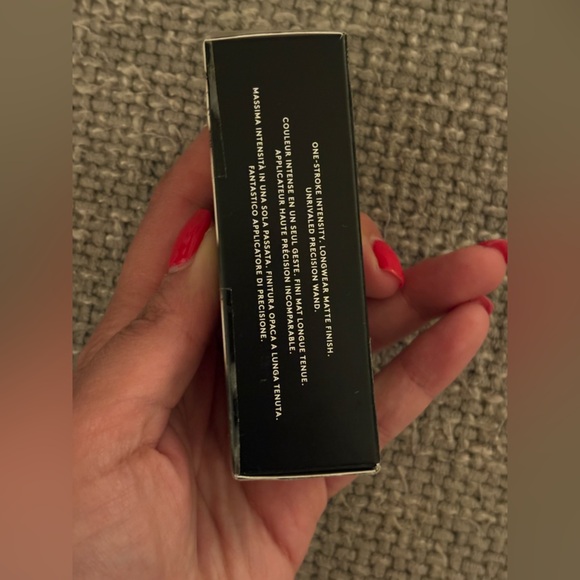 ONE-STROKE INTENSITY, LONGWEAR MATTE FINISH.
UNRIVALED PRECISION WAND.
COULEUR INTENSE EN UN SEUL GESTE. FINI MAT LONGUE TENUE.
APPLICATEUR HAUTE PRÉCISION INCOMPARABLE.
MASSIMA INTENSITÀ IN UNA SOLA PASSATA. FINITURA OPACA A LUNGA TENUTA.
FANTASTICO APPLICATORE DI PRECISIONE.